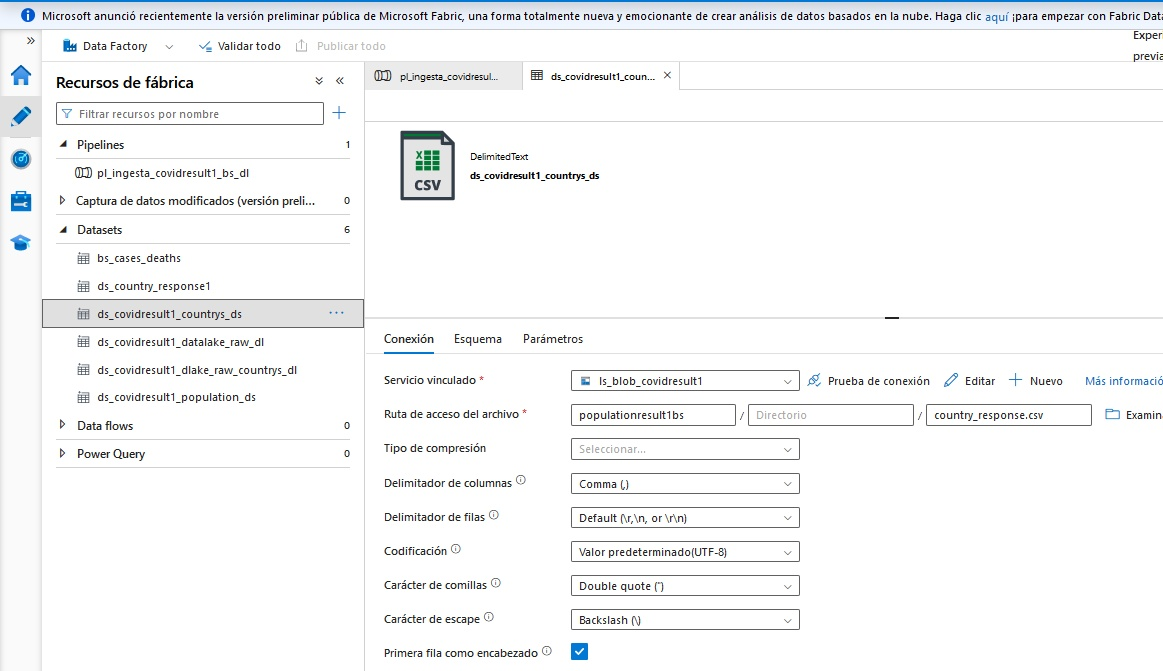 Microsoft anunció recientemente la versión preliminar pública de Microsoft Fabric, una forma totalmente nueva y emocionante de crear análisis de datos basados en la nube. Haga clic aquí ¡para empezar con Fabric Data
Data Factory Validar todo Publicar todo
Exper
previa
Recursos de fábrica
Filtrar recursos por nombre
Pipelines 1
pl_ingesta_covidresult1_bs_dl
Captura de datos modificados (versión preli... 0
Datasets 6
bs_cases_deaths
ds_country_response1
ds_covidresult1_countrys_ds ...
ds_covidresult1_datalake_raw_dl
ds_covidresult1_dlake_raw_countrys_dl
ds_covidresult1_population_ds
Data flows 0
Power Query 0
pl_ingesta_covidresul...
ds_covidresult1_coun...
CSV
DelimitedText
ds_covidresult1_countrys_ds
Conexión Esquema Parámetros
Servicio vinculado * ls_blob_covidresult1 Prueba de conexión Editar Nuevo Más informació
Ruta de acceso del archivo * populationresult1bs / Directorio / country_response.csv Examin
Tipo de compresión Seleccionar...
Delimitador de columnas Comma (,)
Delimitador de filas Default (\r,\n, or \r\n)
Codificación Valor predeterminado(UTF-8)
Carácter de comillas Double quote (")
Carácter de escape Backslash (\)
Primera fila como encabezado